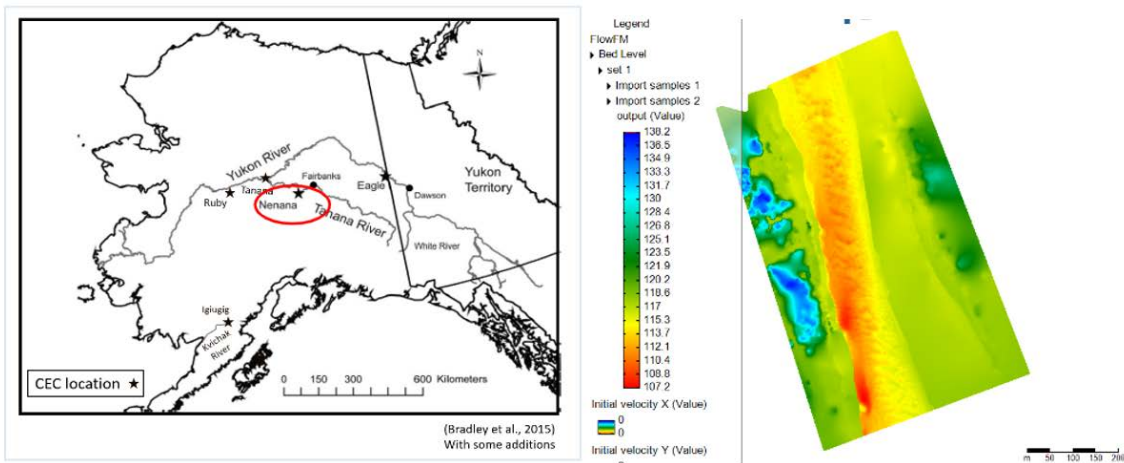 N
Yukon River
Tanana
Fairbanks
Ruby
Nenana
Tanana River
Eagle
Dawson
Yukon
Territory
White River
Igiugig
Kvichak
River
CEC location ★
0 150 300 600 Kilometers
(Bradley et al., 2015)
With some additions
Legend
FlowFM
Bed Level
set 1
Import samples 1
Import samples 2
output (Value)
138.2
136.5
134.9
133.3
131.7
130
128.4
126.8
125.1
123.5
121.9
120.2
118.6
117
115.3
113.7
112.1
110.4
108.8
107.2
Initial velocity X (Value)
0
0
Initial velocity Y (Value)
m 50 100 150 200